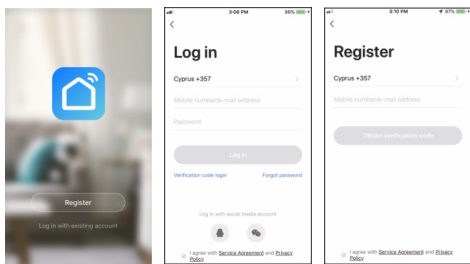 Register
Log in with existing account
3:08 PM
96%
Log in
Cyprus +357
Mobile number/e-mail address
Password
Log in
Verification code login
Forgot password
Log in with social media account
I agree with Service Agreement and Privacy
Policy
3:10 PM
97%
Register
Cyprus +357
Mobile number/e-mail address
Obtain verification code
I agree with Service Agreement and Privacy
Policy